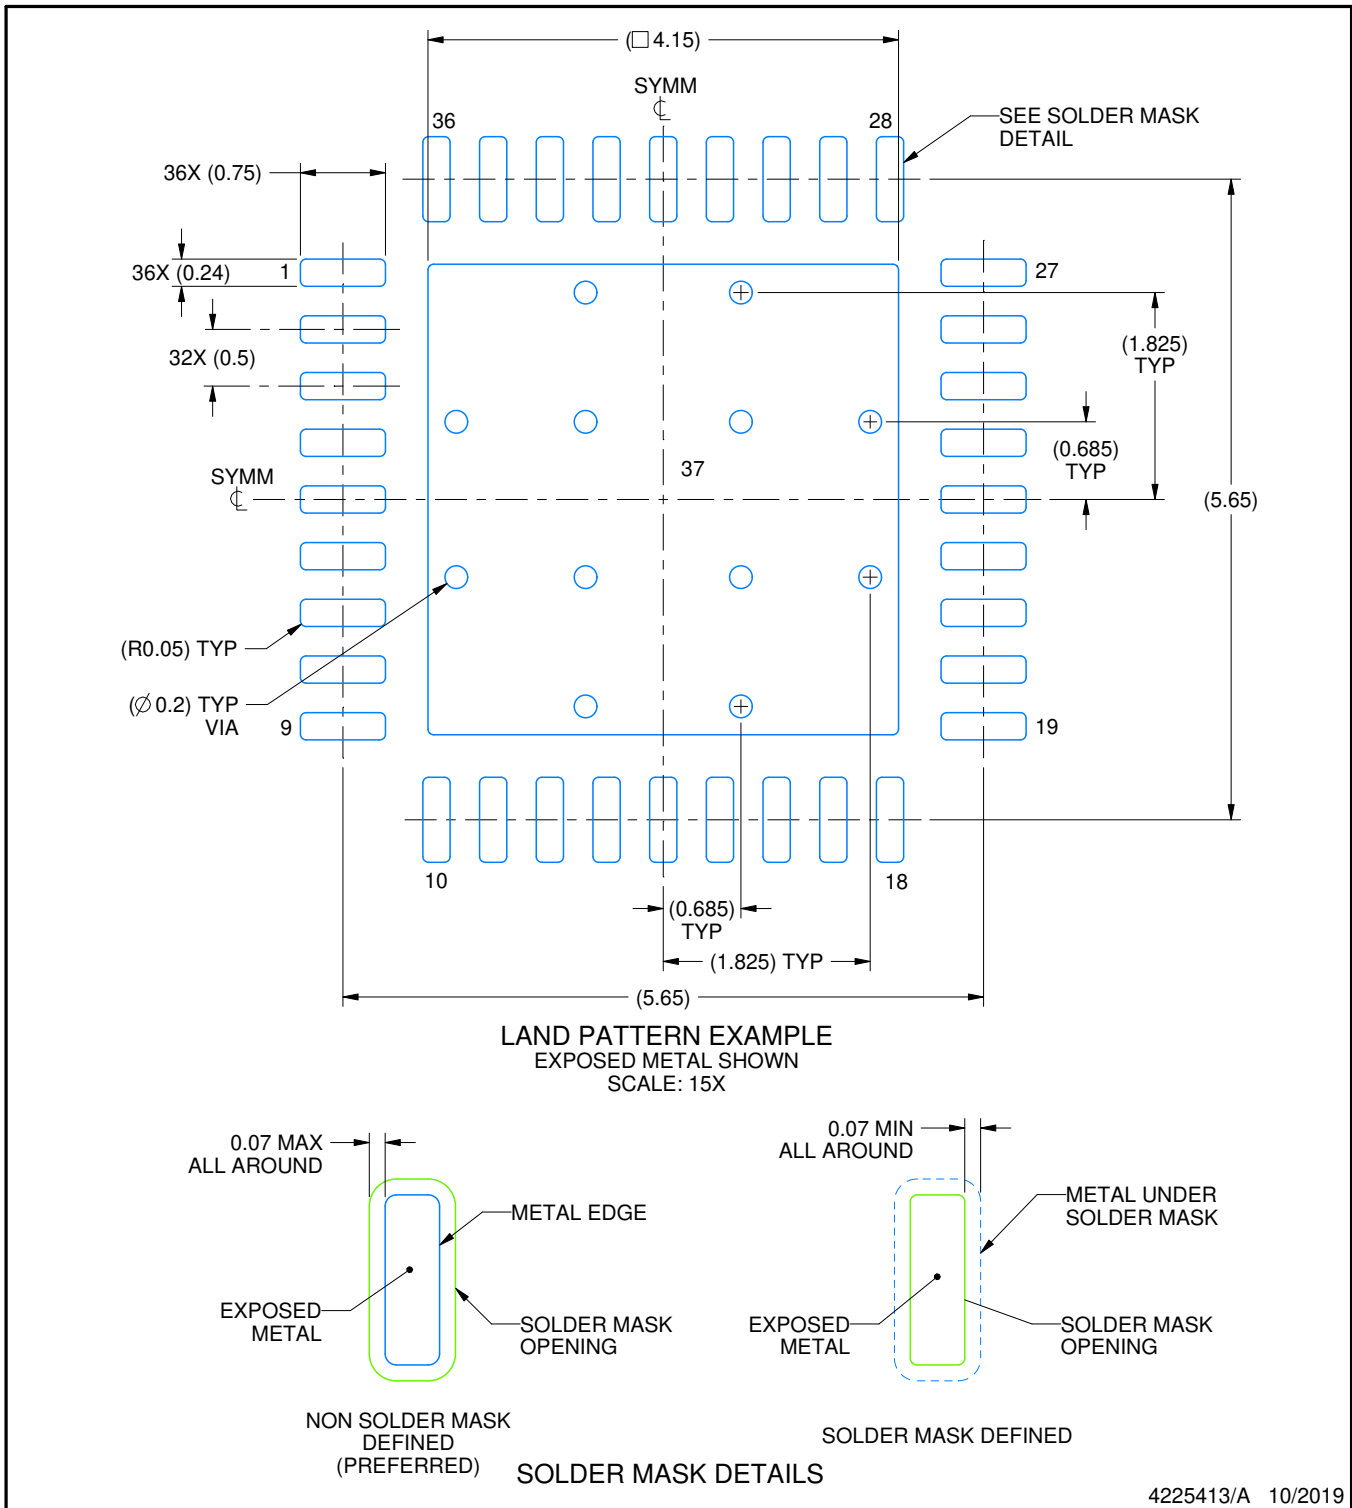 (□ 4.15)
SYMM
℄
36
28
SEE SOLDER MASK
DETAIL
36X (0.75)
36X (0.24)
1
27
32X (0.5)
(1.825)
TYP
(0.685)
TYP
37
SYMM
℄
(5.65)
(R0.05) TYP
(∅ 0.2) TYP
VIA
9
19
10
18
(0.685)
TYP
(1.825) TYP
(5.65)
LAND PATTERN EXAMPLE
EXPOSED METAL SHOWN
SCALE: 15X
0.07 MAX
ALL AROUND
METAL EDGE
EXPOSED
METAL
SOLDER MASK
OPENING
NON SOLDER MASK
DEFINED
(PREFERRED)
0.07 MIN
ALL AROUND
METAL UNDER
SOLDER MASK
EXPOSED
METAL
SOLDER MASK
OPENING
SOLDER MASK DEFINED
SOLDER MASK DETAILS
4225413/A 10/2019